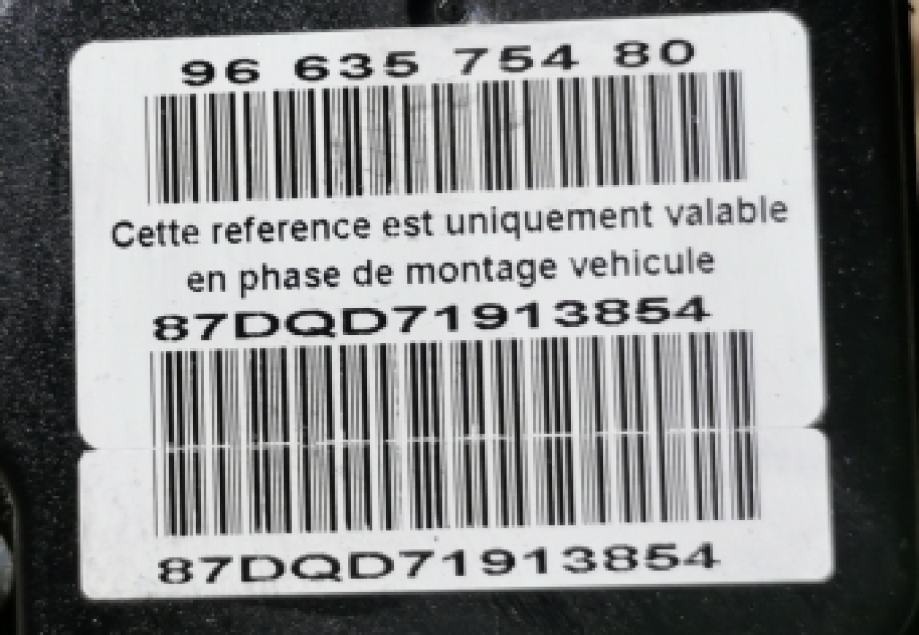 96 635 754 80
Cette reference est uniquement valable
en phase de montage vehicule
87DQD71913854
87DQD71913854